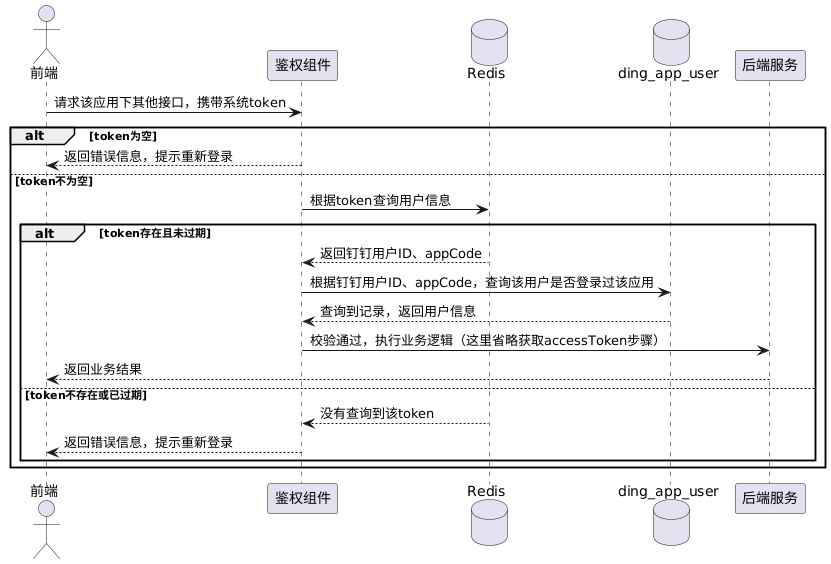 前端
鉴权组件
Redis
ding_app_user
后端服务
请求该应用下其他接口，携带系统token
alt
[token为空]
返回错误信息，提示重新登录
[token不为空]
根据token查询用户信息
alt
[token存在且未过期]
返回钉钉用户ID、appCode
根据钉钉用户ID、appCode，查询该用户是否登录过该应用
查询到记录，返回用户信息
校验通过，执行业务逻辑（这里省略获取accessToken步骤）
返回业务结果
[token不存在或已过期]
没有查询到该token
返回错误信息，提示重新登录
前端
鉴权组件
Redis
ding_app_user
后端服务